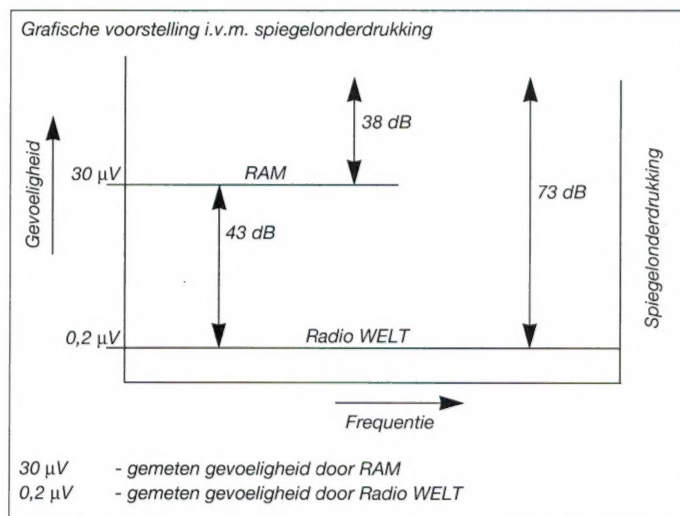 Grafische voorstelling i.v.m. spiegelonderdrukking
38 dB
Gevoeligheid
30 µV
RAM
43 dB
73 dB
Spiegelonderdrukking
0,2 µV
Radio WELT
Frequentie
30 µV - gemeten gevoeligheid door RAM
0,2 µV - gemeten gevoeligheid door Radio WELT